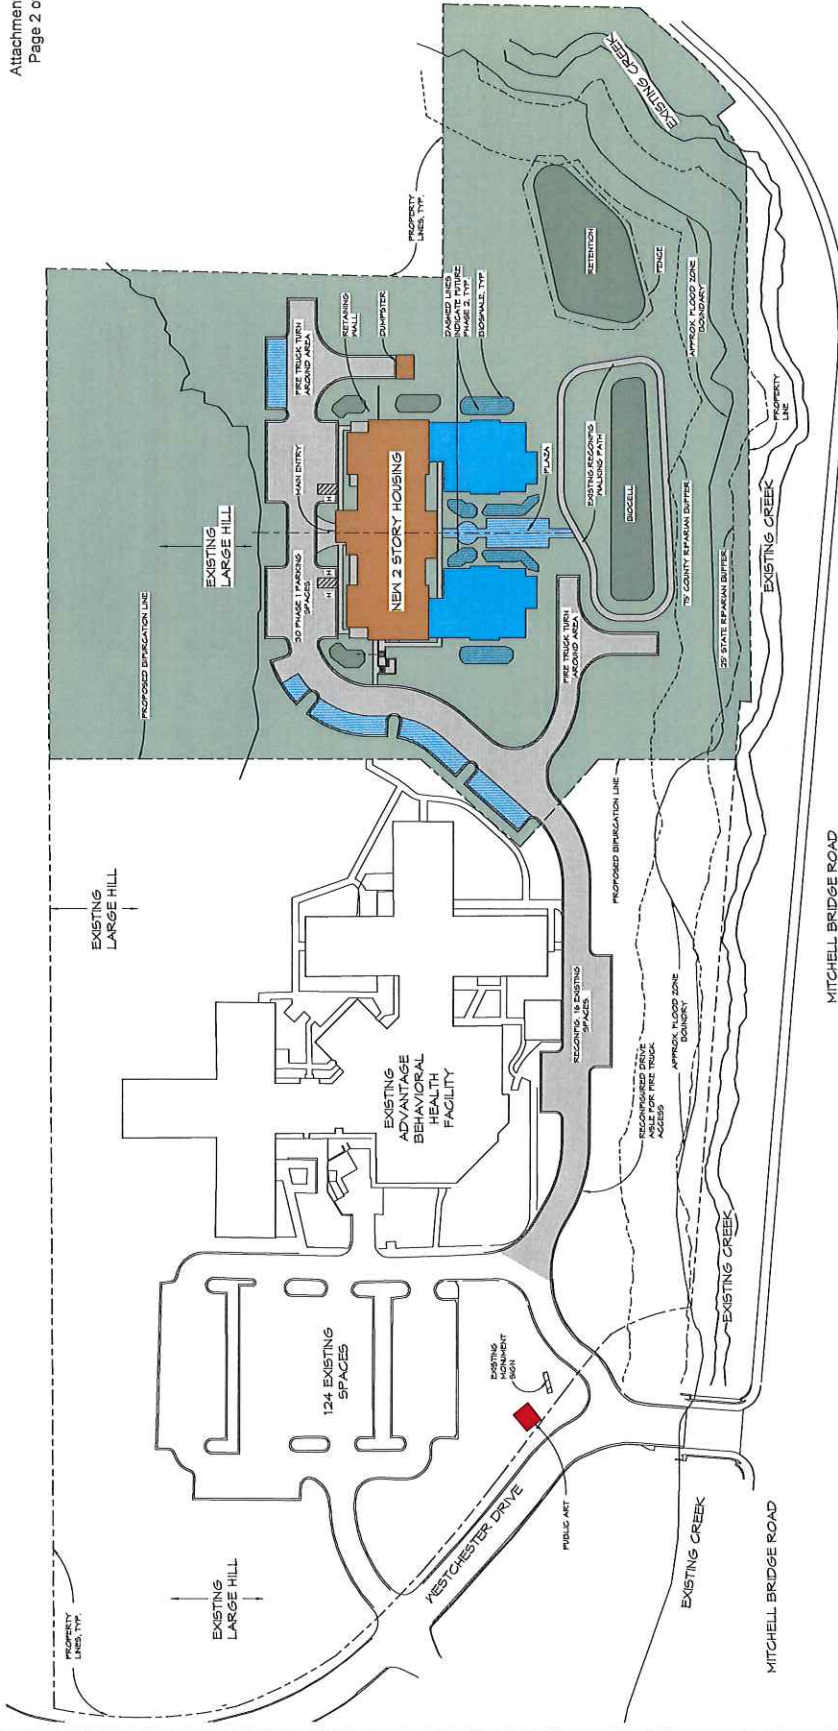 Attachmen
Page 2 o
PROPERTY
LINES, TYP.
EXISTING
LARGE HILL
124 EXISTING
SPACES
EXISTING
MONUMENT
SIGN
PUBLIC ART
WESTCHESTER DRIVE
EXISTING CREEK
MITCHELL BRIDGE ROAD
EXISTING
LARGE HILL
EXISTING
ADVANTAGE
BEHAVIORAL
HEALTH
FACILITY
RECONFIG. 16 EXISTING
SPACES
RECONFIGURED DRIVE
AISLE FOR FIRE TRUCK
ACCESS
APPROX. FLOOD ZONE
BOUNDRY
EXISTING CREEK
PROPOSED BIFURCATION LINE
MITCHELL BRIDGE ROAD
PROPOSED BIFURCATION LINE
EXISTING
LARGE HILL
30 PHASE 1 PARKING
SPACES
H
H
MAIN ENTRY
FIRE TRUCK TURN
AROUND AREA
RETAINING
WALL
DUMPSTER
NEW 2 STORY HOUSING
DASHED LINES
INDICATE FUTURE
PHASE 2, TYP.
BIOSWALE, TYP.
PLAZA
FIRE TRUCK TURN
AROUND AREA
EXISTING RECONFIG
WALKING PATH
BIOCELL
75' COUNTY RIPARIAN BUFFER
25' STATE RIPARIAN BUFFER
EXISTING CREEK
PROPERTY
LINE
PROPERTY
LINES, TYP.
RETENTION
FENCE
APPROX. FLOOD ZONE
BOUNDARY
EXISTING CREEK